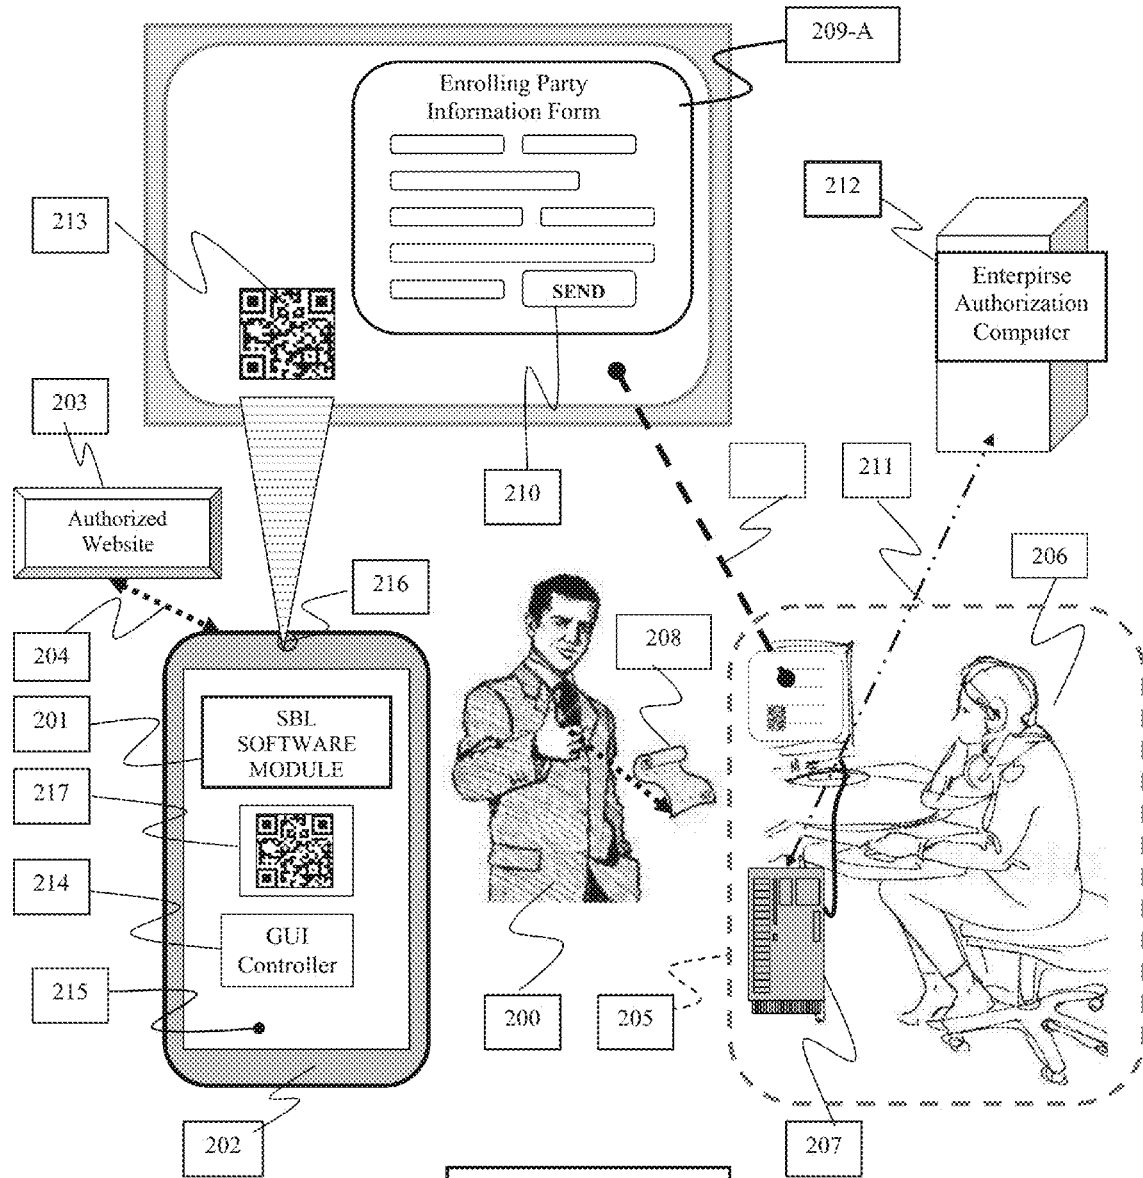 209-A
Enrolling Party
Information Form
212
213
SEND
Enterpirse
Authorization
Computer
203
210
211
Authorized
Website
216
206
208
204
201
SBL
SOFTWARE
MODULE
217
214
GUI
Controller
215
200
205
202
207